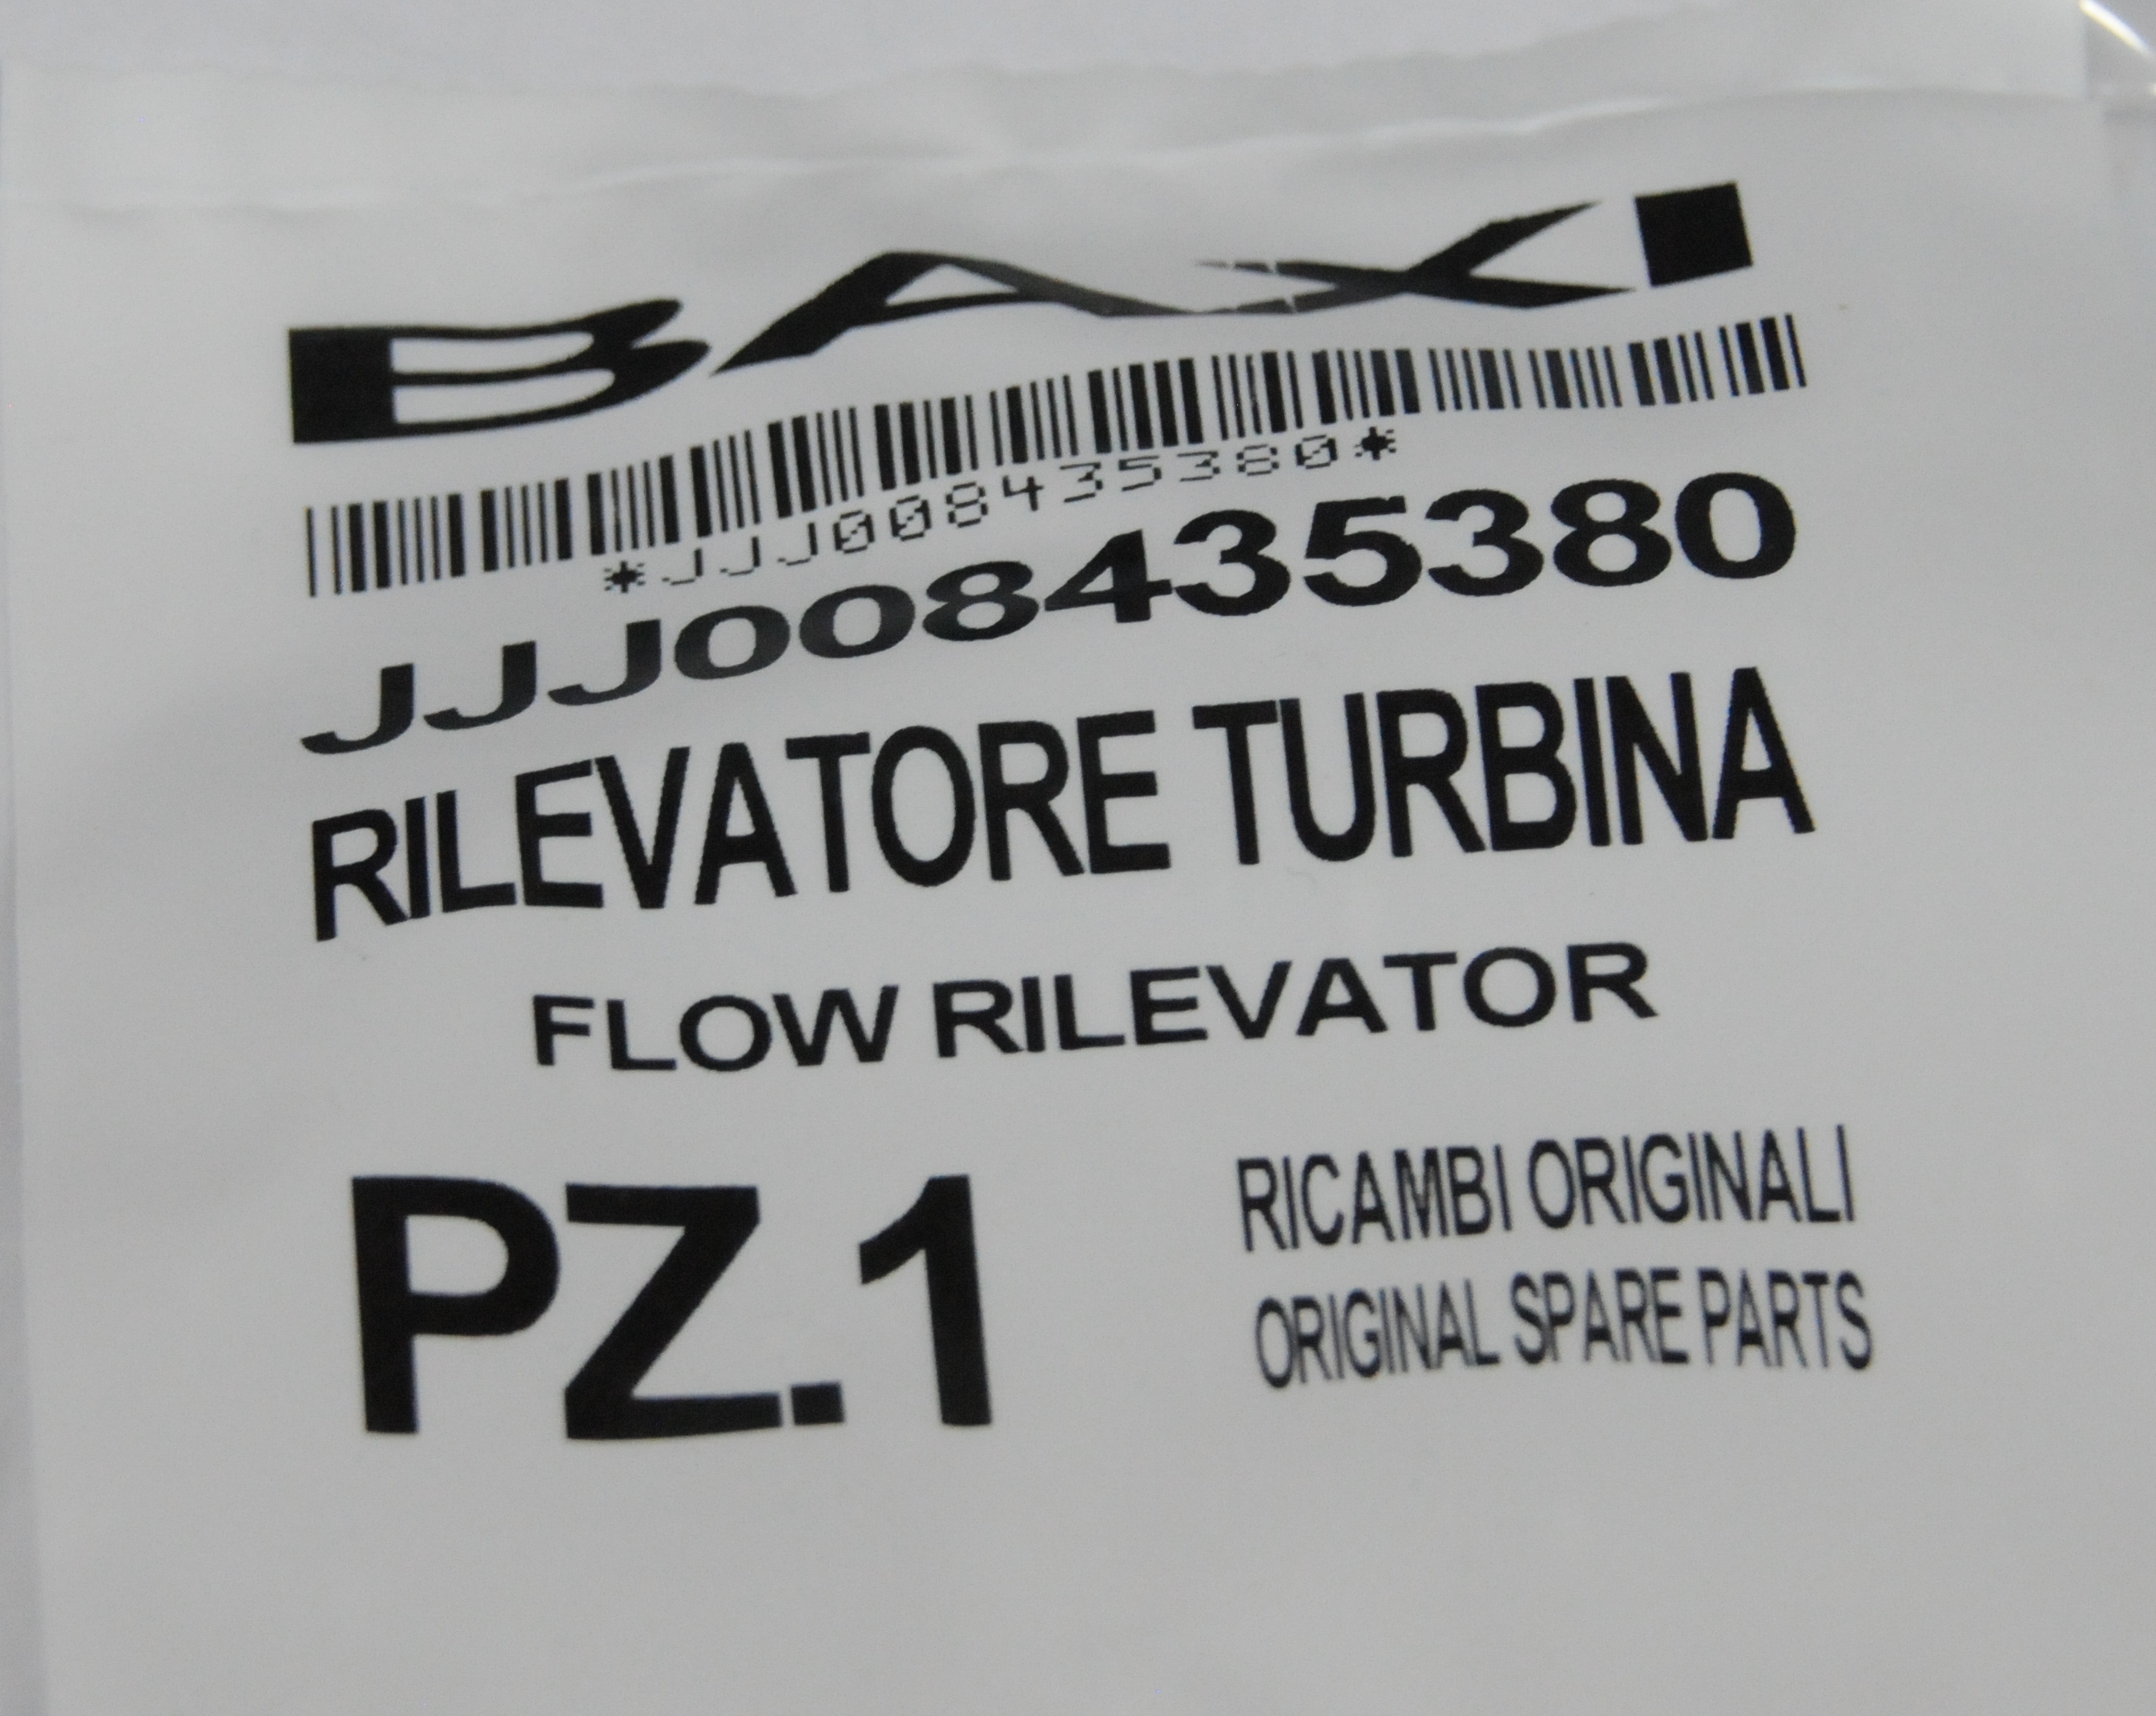 BAXI
*JJJ008435380*
JJJ008435380
RILEVATORE TURBINA
FLOW RILEVATOR
PZ.1
RICAMBI ORIGINALI
ORIGINAL SPARE PARTS